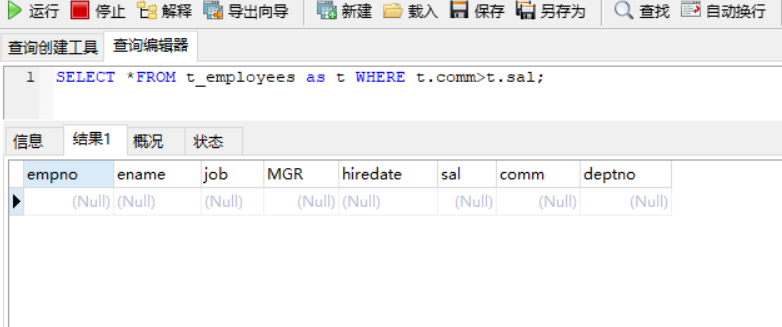 运行 停止 解释 导出向导 新建 载入 保存 另存为 查找 自动换行
查询创建工具 查询编辑器
1 SELECT *FROM t_employees as t WHERE t.comm>t.sal;
信息 结果1 概况 状态
empno ename job MGR hiredate sal comm deptno
(Null) (Null) (Null) (Null) (Null) (Null) (Null) (Null)